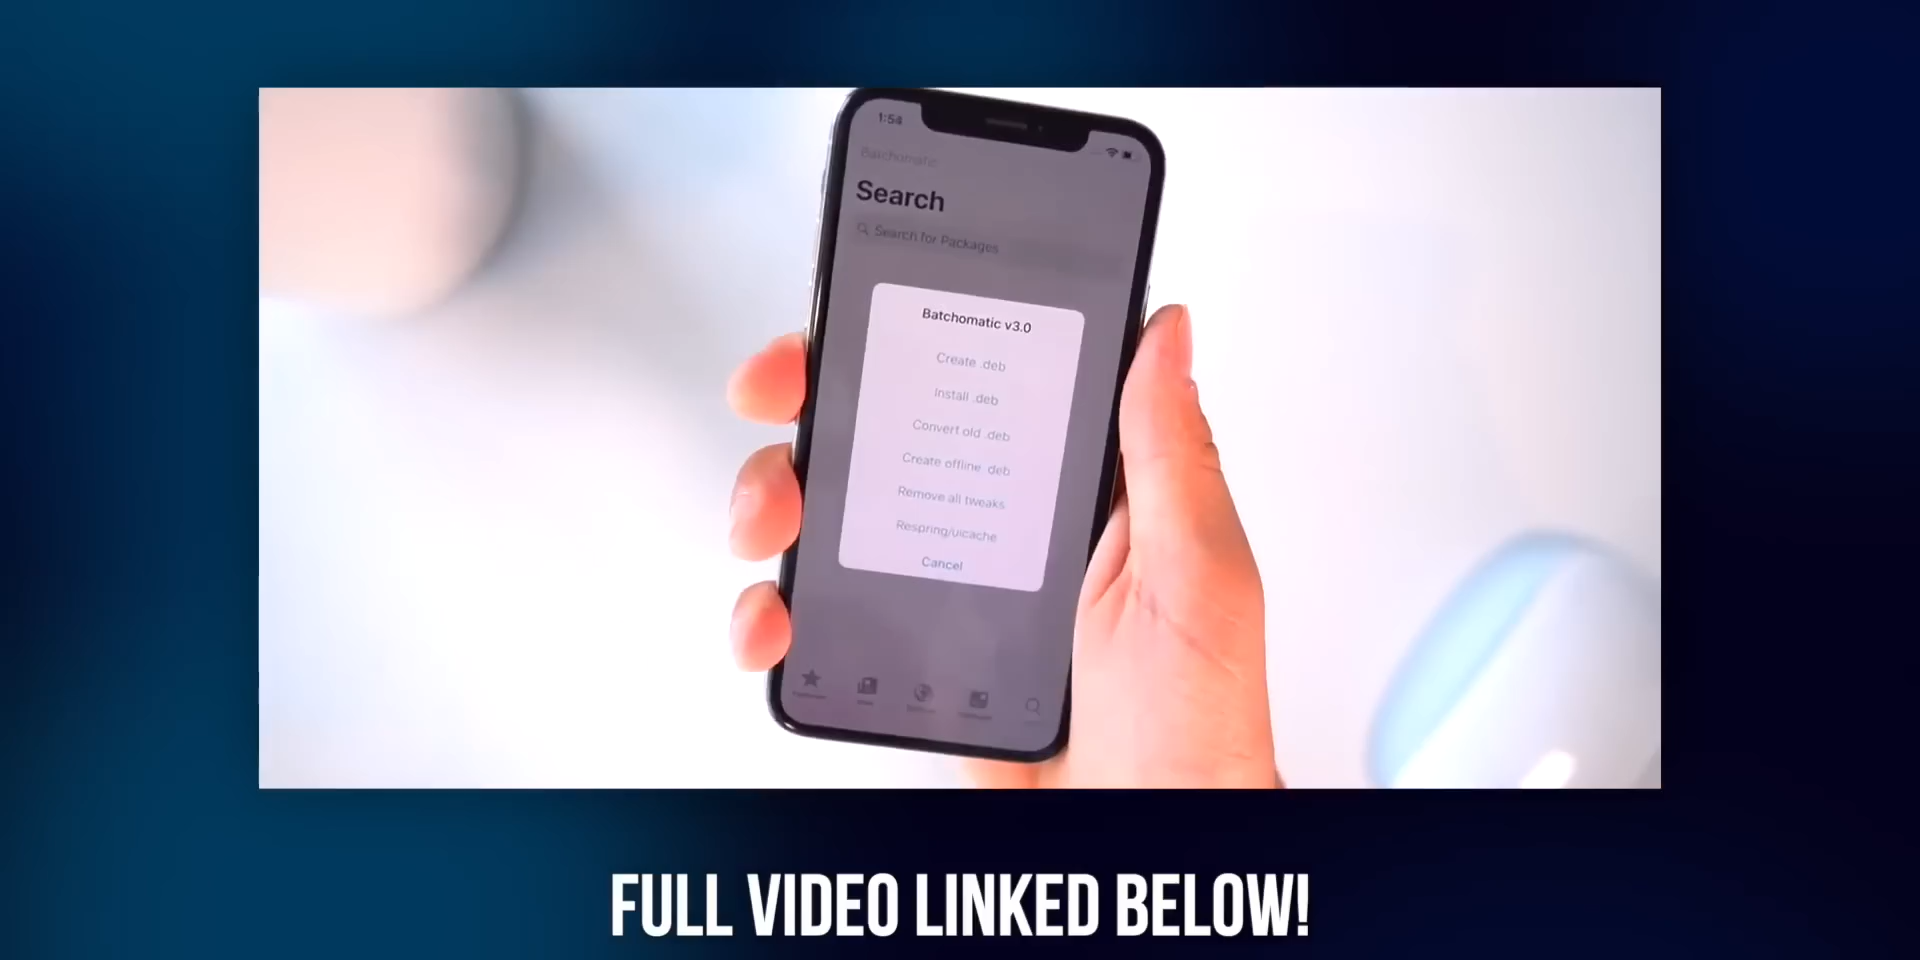 1:54
Batchomatic
Search
Search for Packages
Batchomatic v3.0
Create .deb
Install .deb
Convert old .deb
Create offline .deb
Remove all tweaks
Respring/uicache
Cancel
FULL VIDEO LINKED BELOW!